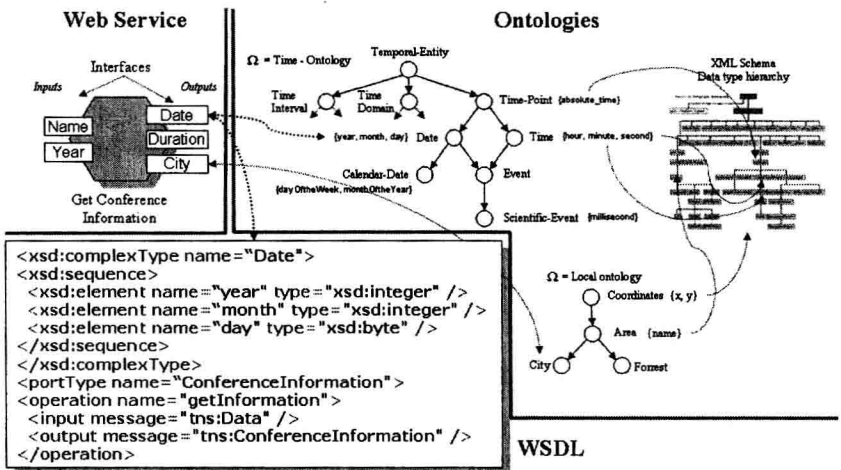 Web Service
Interfaces
Inputs
Outputs
Name
Year
Date
Duration
City
Get Conference
Information
Ontologies
Ω = Time - Ontology
Temporal-Entity
Time
Interval
Time
Domain
Time-Point {absolute_time}
{year, month, day}
Date
Time {hour, minute, second}
Calendar-Date
{dayOftheWeek, monthOftheYear}
Event
Scientific-Event {millisecond}
XML Schema
Data type hierarchy
Ω = Local ontology
Coordinates {x, y}
Area {name}
City
Forrest
<xsd:complexType name="Date">
<xsd:sequence>
<xsd:element name="year" type="xsd:integer" />
<xsd:element name="month" type="xsd:integer" />
<xsd:element name="day" type="xsd:byte" />
</xsd:sequence>
</xsd:complexType>
<portType name="ConferenceInformation">
<operation name="getInformation">
<input message="tns:Data" />
<output message="tns:ConferenceInformation" />
</operation>
WSDL